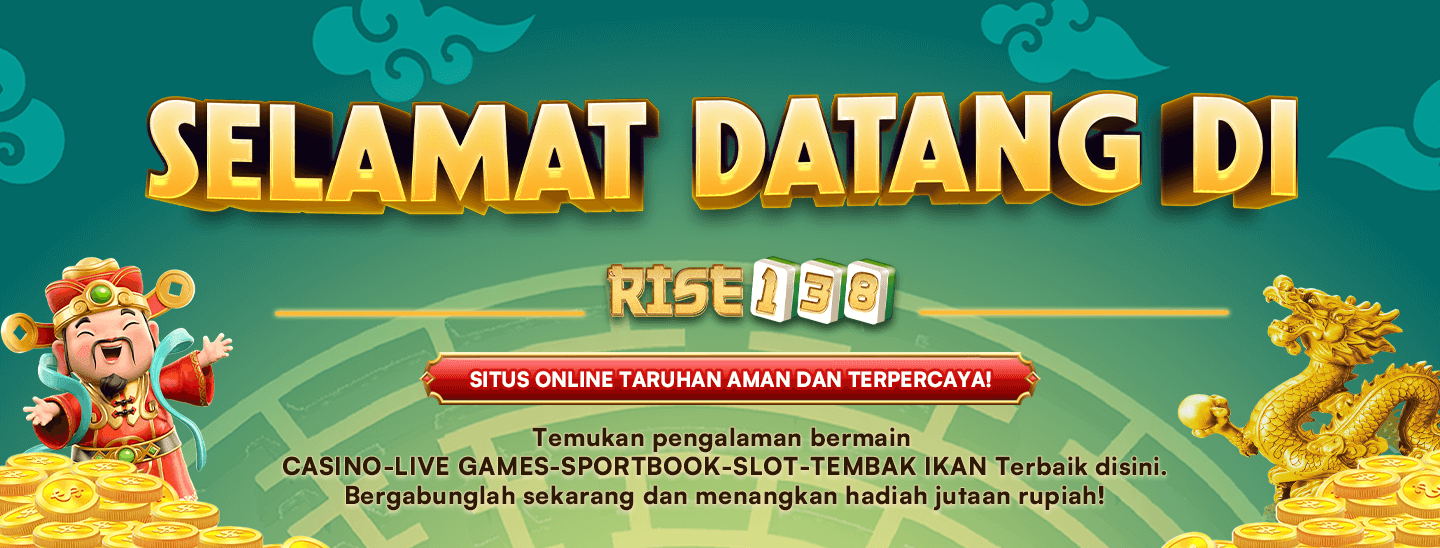 SELAMAT DATANG DI
RISE138
SITUS ONLINE TARUHAN AMAN DAN TERPERCAYA!
Temukan pengalaman bermain
CASINO-LIVE GAMES-SPORTBOOK-SLOT-TEMBAK IKAN Terbaik disini.
Bergabunglah sekarang dan menangkan hadiah jutaan rupiah!